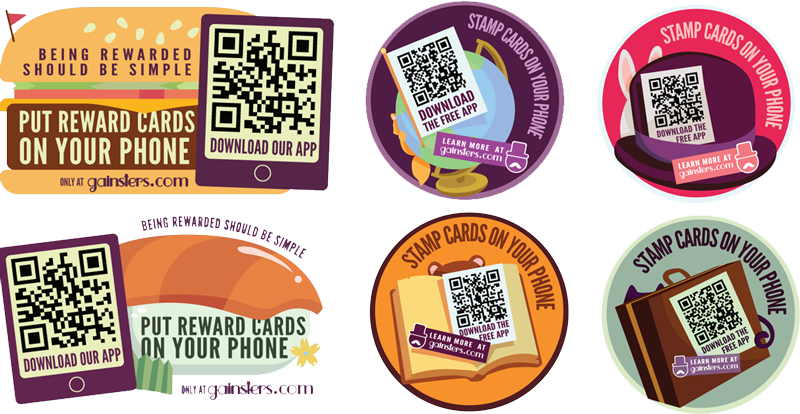 BEING REWARDED
SHOULD BE SIMPLE
PUT REWARD CARDS
ON YOUR PHONE
ONLY AT gainsters.com
DOWNLOAD OUR APP
STAMP CARDS ON YOUR PHONE
DOWNLOAD
THE FREE APP
LEARN MORE AT
gainsters.com
STAMP CARDS ON YOUR PHONE
DOWNLOAD THE
FREE APP
LEARN MORE AT
gainsters.com
BEING REWARDED SHOULD BE SIMPLE
DOWNLOAD OUR APP
PUT REWARD CARDS
ON YOUR PHONE
ONLY AT gainsters.com
STAMP CARDS ON YOUR PHONE
DOWNLOAD THE
FREE APP
LEARN MORE AT
gainsters.com
STAMP CARDS ON YOUR PHONE
DOWNLOAD THE
FREE APP
LEARN MORE AT
gainsters.com